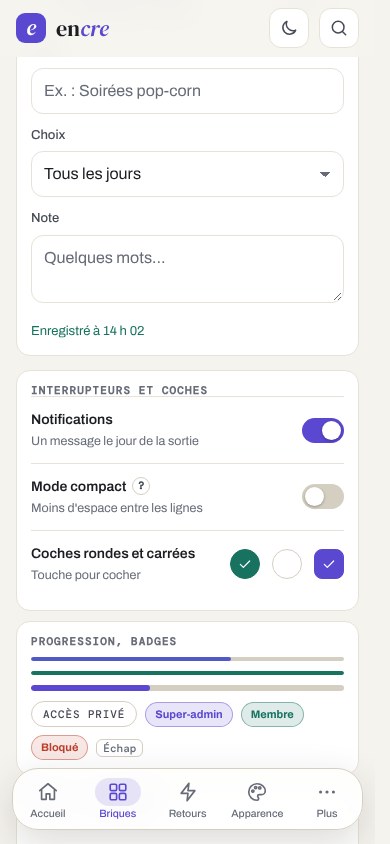 e encre
Ex. : Soirées pop-corn
Choix
Tous les jours
Note
Quelques mots...
Enregistré à 14 h 02
INTERRUPTEURS ET COCHES
Notifications
Un message le jour de la sortie
Mode compact ?
Moins d'espace entre les lignes
Coches rondes et carrées
Touche pour cocher
PROGRESSION, BADGES
ACCÈS PRIVÉ Super-admin Membre
Bloqué Échap
Accueil Briques Retours Apparence Plus